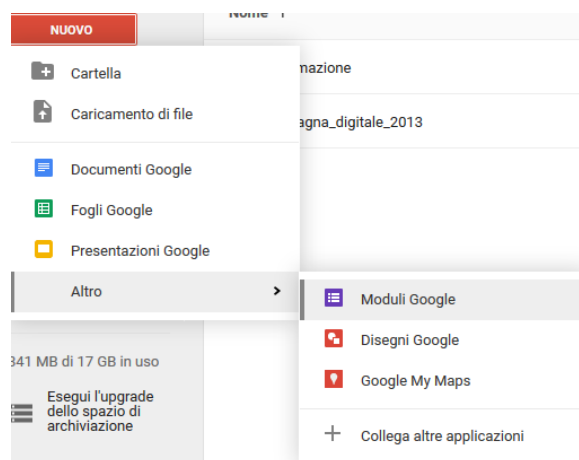 NUOVO
Nome ↑
Cartella
mazione
Caricamento di file
agna_digitale_2013
Documenti Google
Fogli Google
Presentazioni Google
Altro
Moduli Google
Disegni Google
341 MB di 17 GB in uso
Google My Maps
Esegui l'upgrade
dello spazio di
archiviazione
Collega altre applicazioni